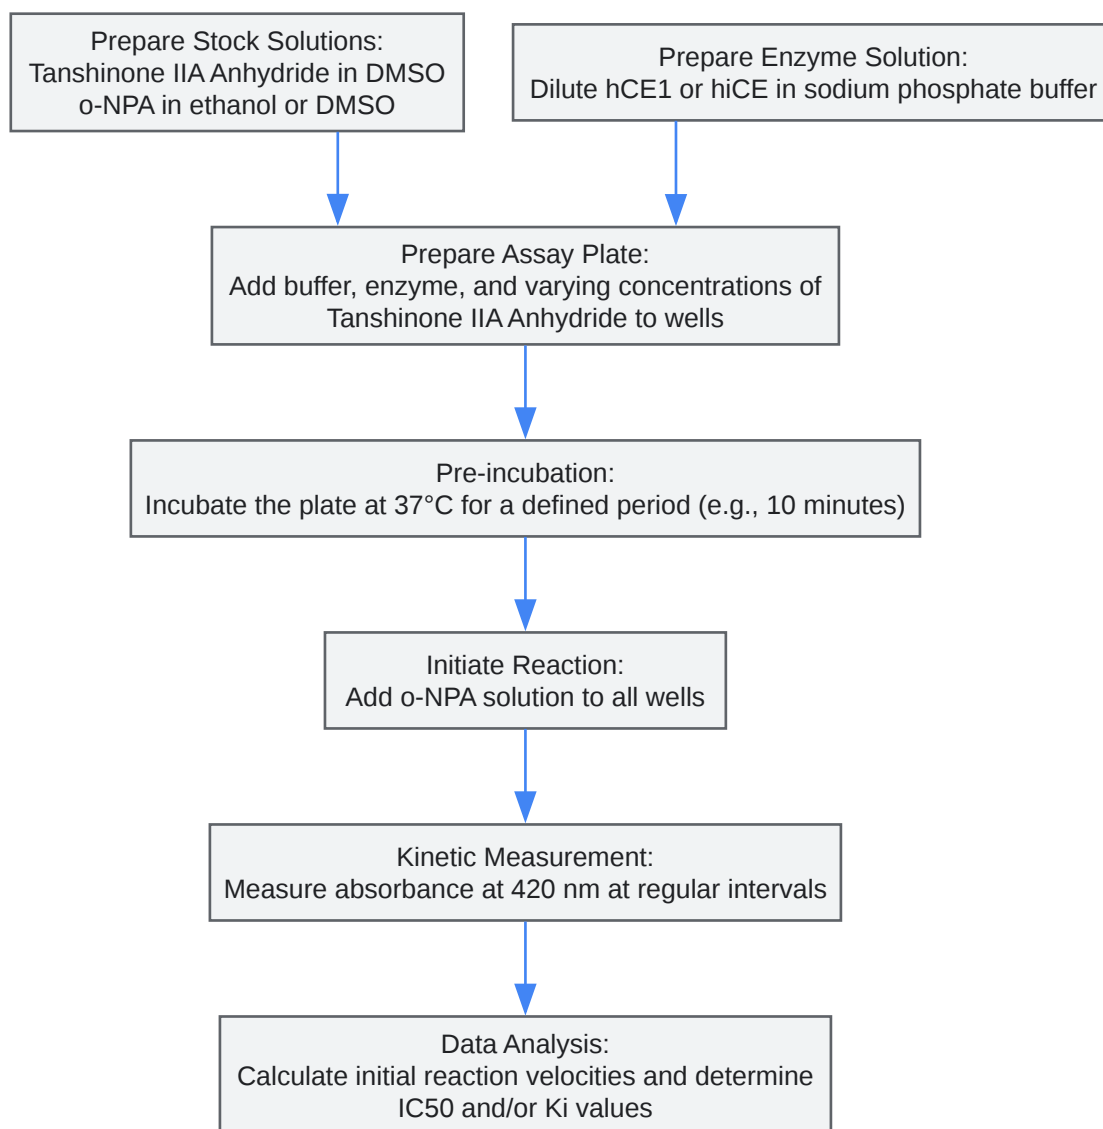 Prepare Stock Solutions:
Tanshinone IIA Anhydride in DMSO
o-NPA in ethanol or DMSO
Prepare Enzyme Solution:
Dilute hCE1 or hiCE in sodium phosphate buffer
Prepare Assay Plate:
Add buffer, enzyme, and varying concentrations of
Tanshinone IIA Anhydride to wells
Pre-incubation:
Incubate the plate at 37°C for a defined period (e.g., 10 minutes)
Initiate Reaction:
Add o-NPA solution to all wells
Kinetic Measurement:
Measure absorbance at 420 nm at regular intervals
Data Analysis:
Calculate initial reaction velocities and determine
IC50 and/or Ki values